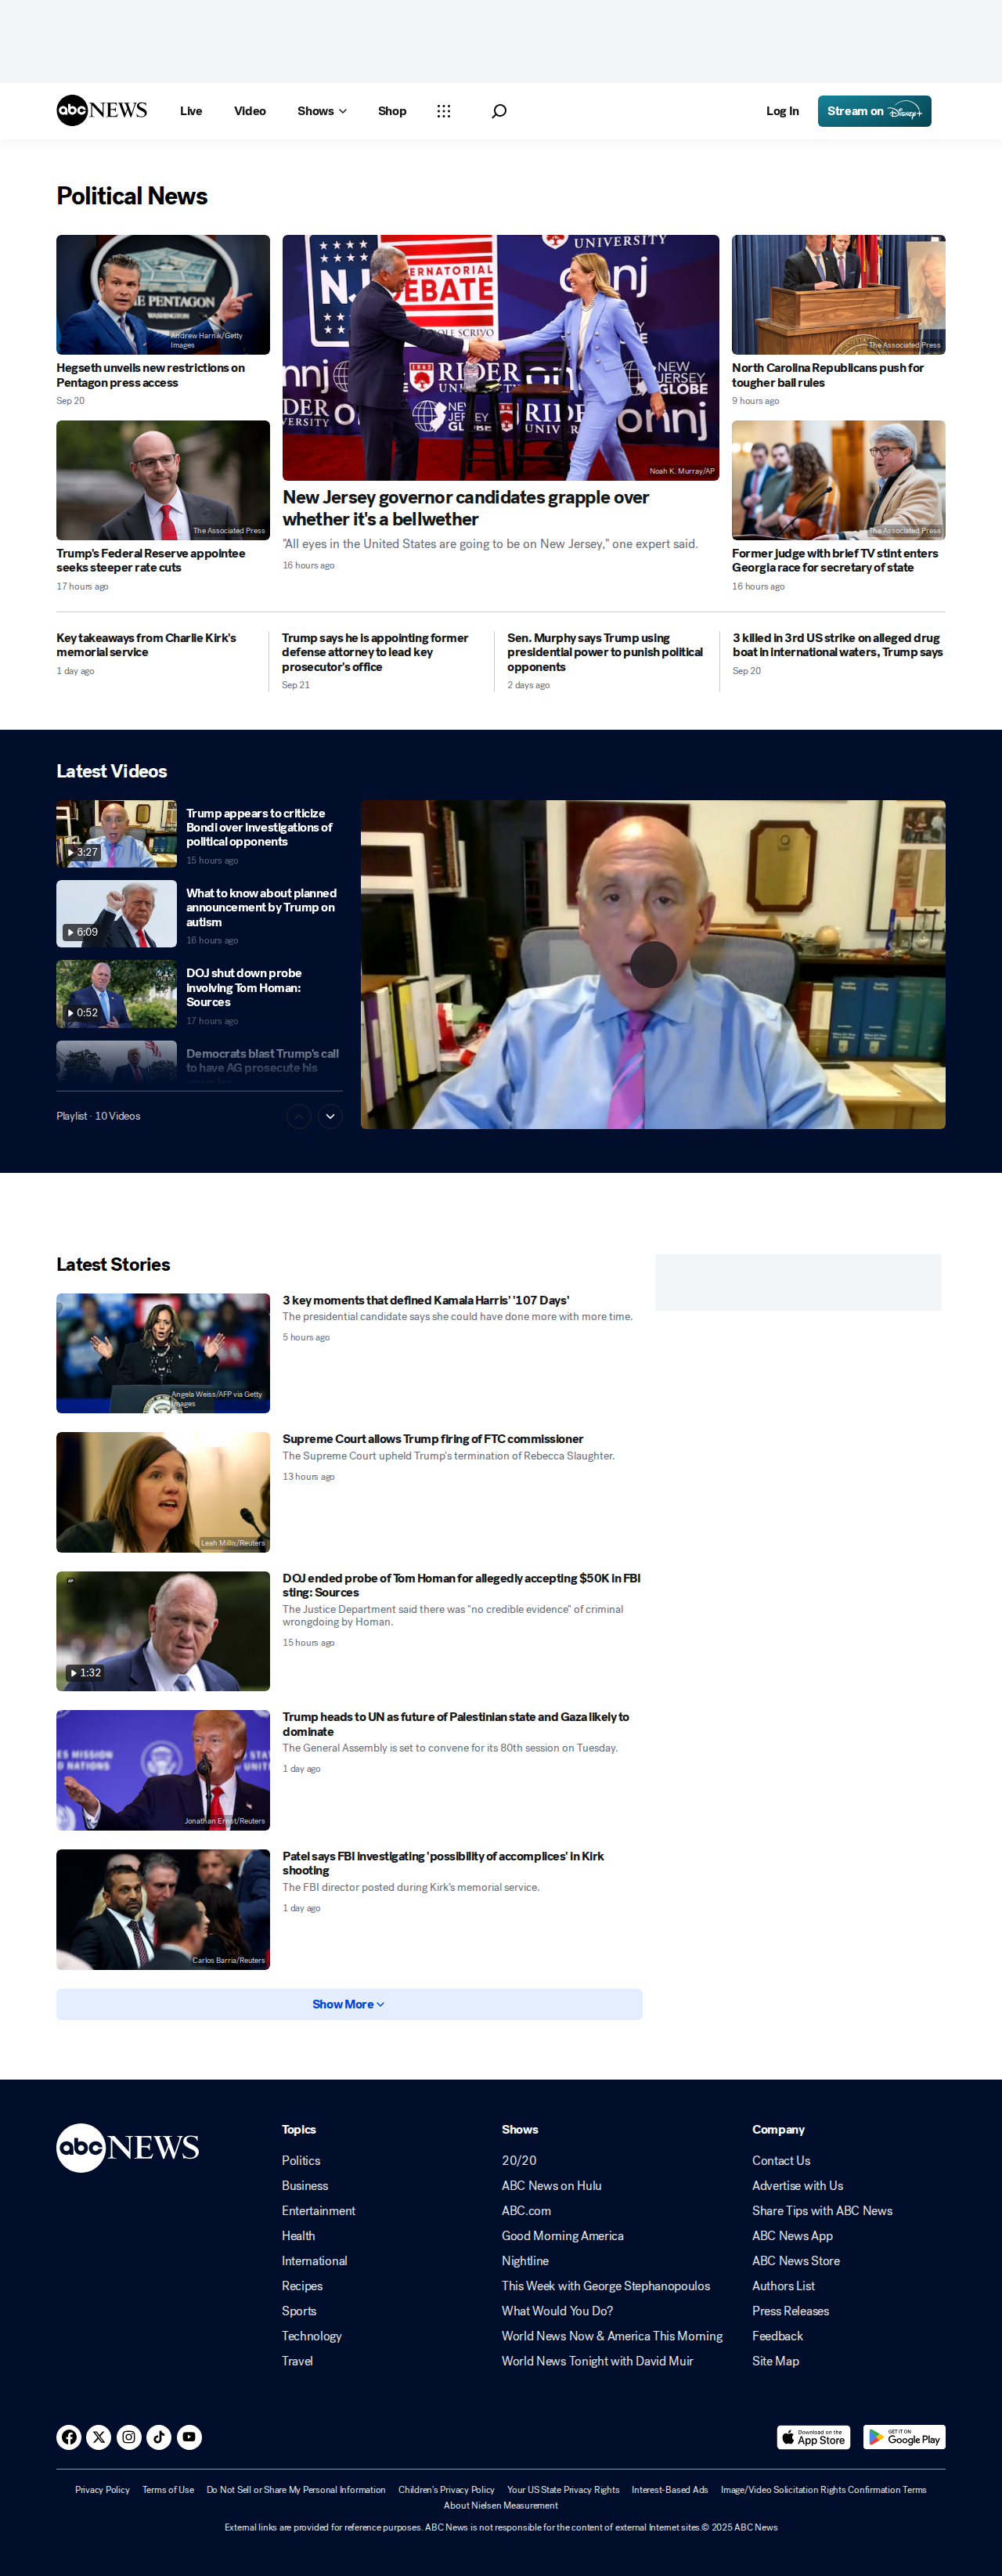 abc NEWS
Live
Video
Shows
Shop
Log In
Stream on Disney+
Political News
THE PENTAGON
WASHINGTON
Andrew Harnik/Getty
Images
Hegseth unveils new restrictions on
Pentagon press access
Sep 20
The Associated Press
Trump's Federal Reserve appointee
seeks steeper rate cuts
17 hours ago
UNIVERSITY
NJ
DEBATE
onnj
RIDER
UNIVERSITY
NEW JERSEY
GLOBE
Noah K. Murray/AP
New Jersey governor candidates grapple over
whether it's a bellwether
"All eyes in the United States are going to be on New Jersey," one expert said.
16 hours ago
The Associated Press
North Carolina Republicans push for
tougher bail rules
9 hours ago
The Associated Press
Former judge with brief TV stint enters
Georgia race for secretary of state
16 hours ago
Key takeaways from Charlie Kirk's
memorial service
1 day ago
Trump says he is appointing former
defense attorney to lead key
prosecutor's office
Sep 21
Sen. Murphy says Trump using
presidential power to punish political
opponents
2 days ago
3 killed in 3rd US strike on alleged drug
boat in international waters, Trump says
Sep 20
Latest Videos
3:27
Trump appears to criticize
Bondi over investigations of
political opponents
15 hours ago
6:09
What to know about planned
announcement by Trump on
autism
16 hours ago
0:52
DOJ shut down probe
involving Tom Homan:
Sources
17 hours ago
Democrats blast Trump's call
to have AG prosecute his
Playlist · 10 Videos
Latest Stories
Angela Weiss/AFP via Getty
Images
3 key moments that defined Kamala Harris' '107 Days'
The presidential candidate says she could have done more with more time.
5 hours ago
Leah Millis/Reuters
Supreme Court allows Trump firing of FTC commissioner
The Supreme Court upheld Trump's termination of Rebecca Slaughter.
13 hours ago
AP
1:32
DOJ ended probe of Tom Homan for allegedly accepting $50K in FBI
sting: Sources
The Justice Department said there was "no credible evidence" of criminal
wrongdoing by Homan.
15 hours ago
Jonathan Ernst/Reuters
Trump heads to UN as future of Palestinian state and Gaza likely to
dominate
The General Assembly is set to convene for its 80th session on Tuesday.
1 day ago
Carlos Barria/Reuters
Patel says FBI investigating 'possibility of accomplices' in Kirk
shooting
The FBI director posted during Kirk's memorial service.
1 day ago
Show More
abc NEWS
Topics
Politics
Business
Entertainment
Health
International
Recipes
Sports
Technology
Travel
Shows
20/20
ABC News on Hulu
ABC.com
Good Morning America
Nightline
This Week with George Stephanopoulos
What Would You Do?
World News Now & America This Morning
World News Tonight with David Muir
Company
Contact Us
Advertise with Us
Share Tips with ABC News
ABC News App
ABC News Store
Authors List
Press Releases
Feedback
Site Map
Download on the
App Store
GET IT ON
Google Play
Privacy Policy Terms of Use Do Not Sell or Share My Personal Information Children's Privacy Policy Your US State Privacy Rights Interest-Based Ads Image/Video Solicitation Rights Confirmation Terms
About Nielsen Measurement
External links are provided for reference purposes. ABC News is not responsible for the content of external Internet sites.© 2025 ABC News